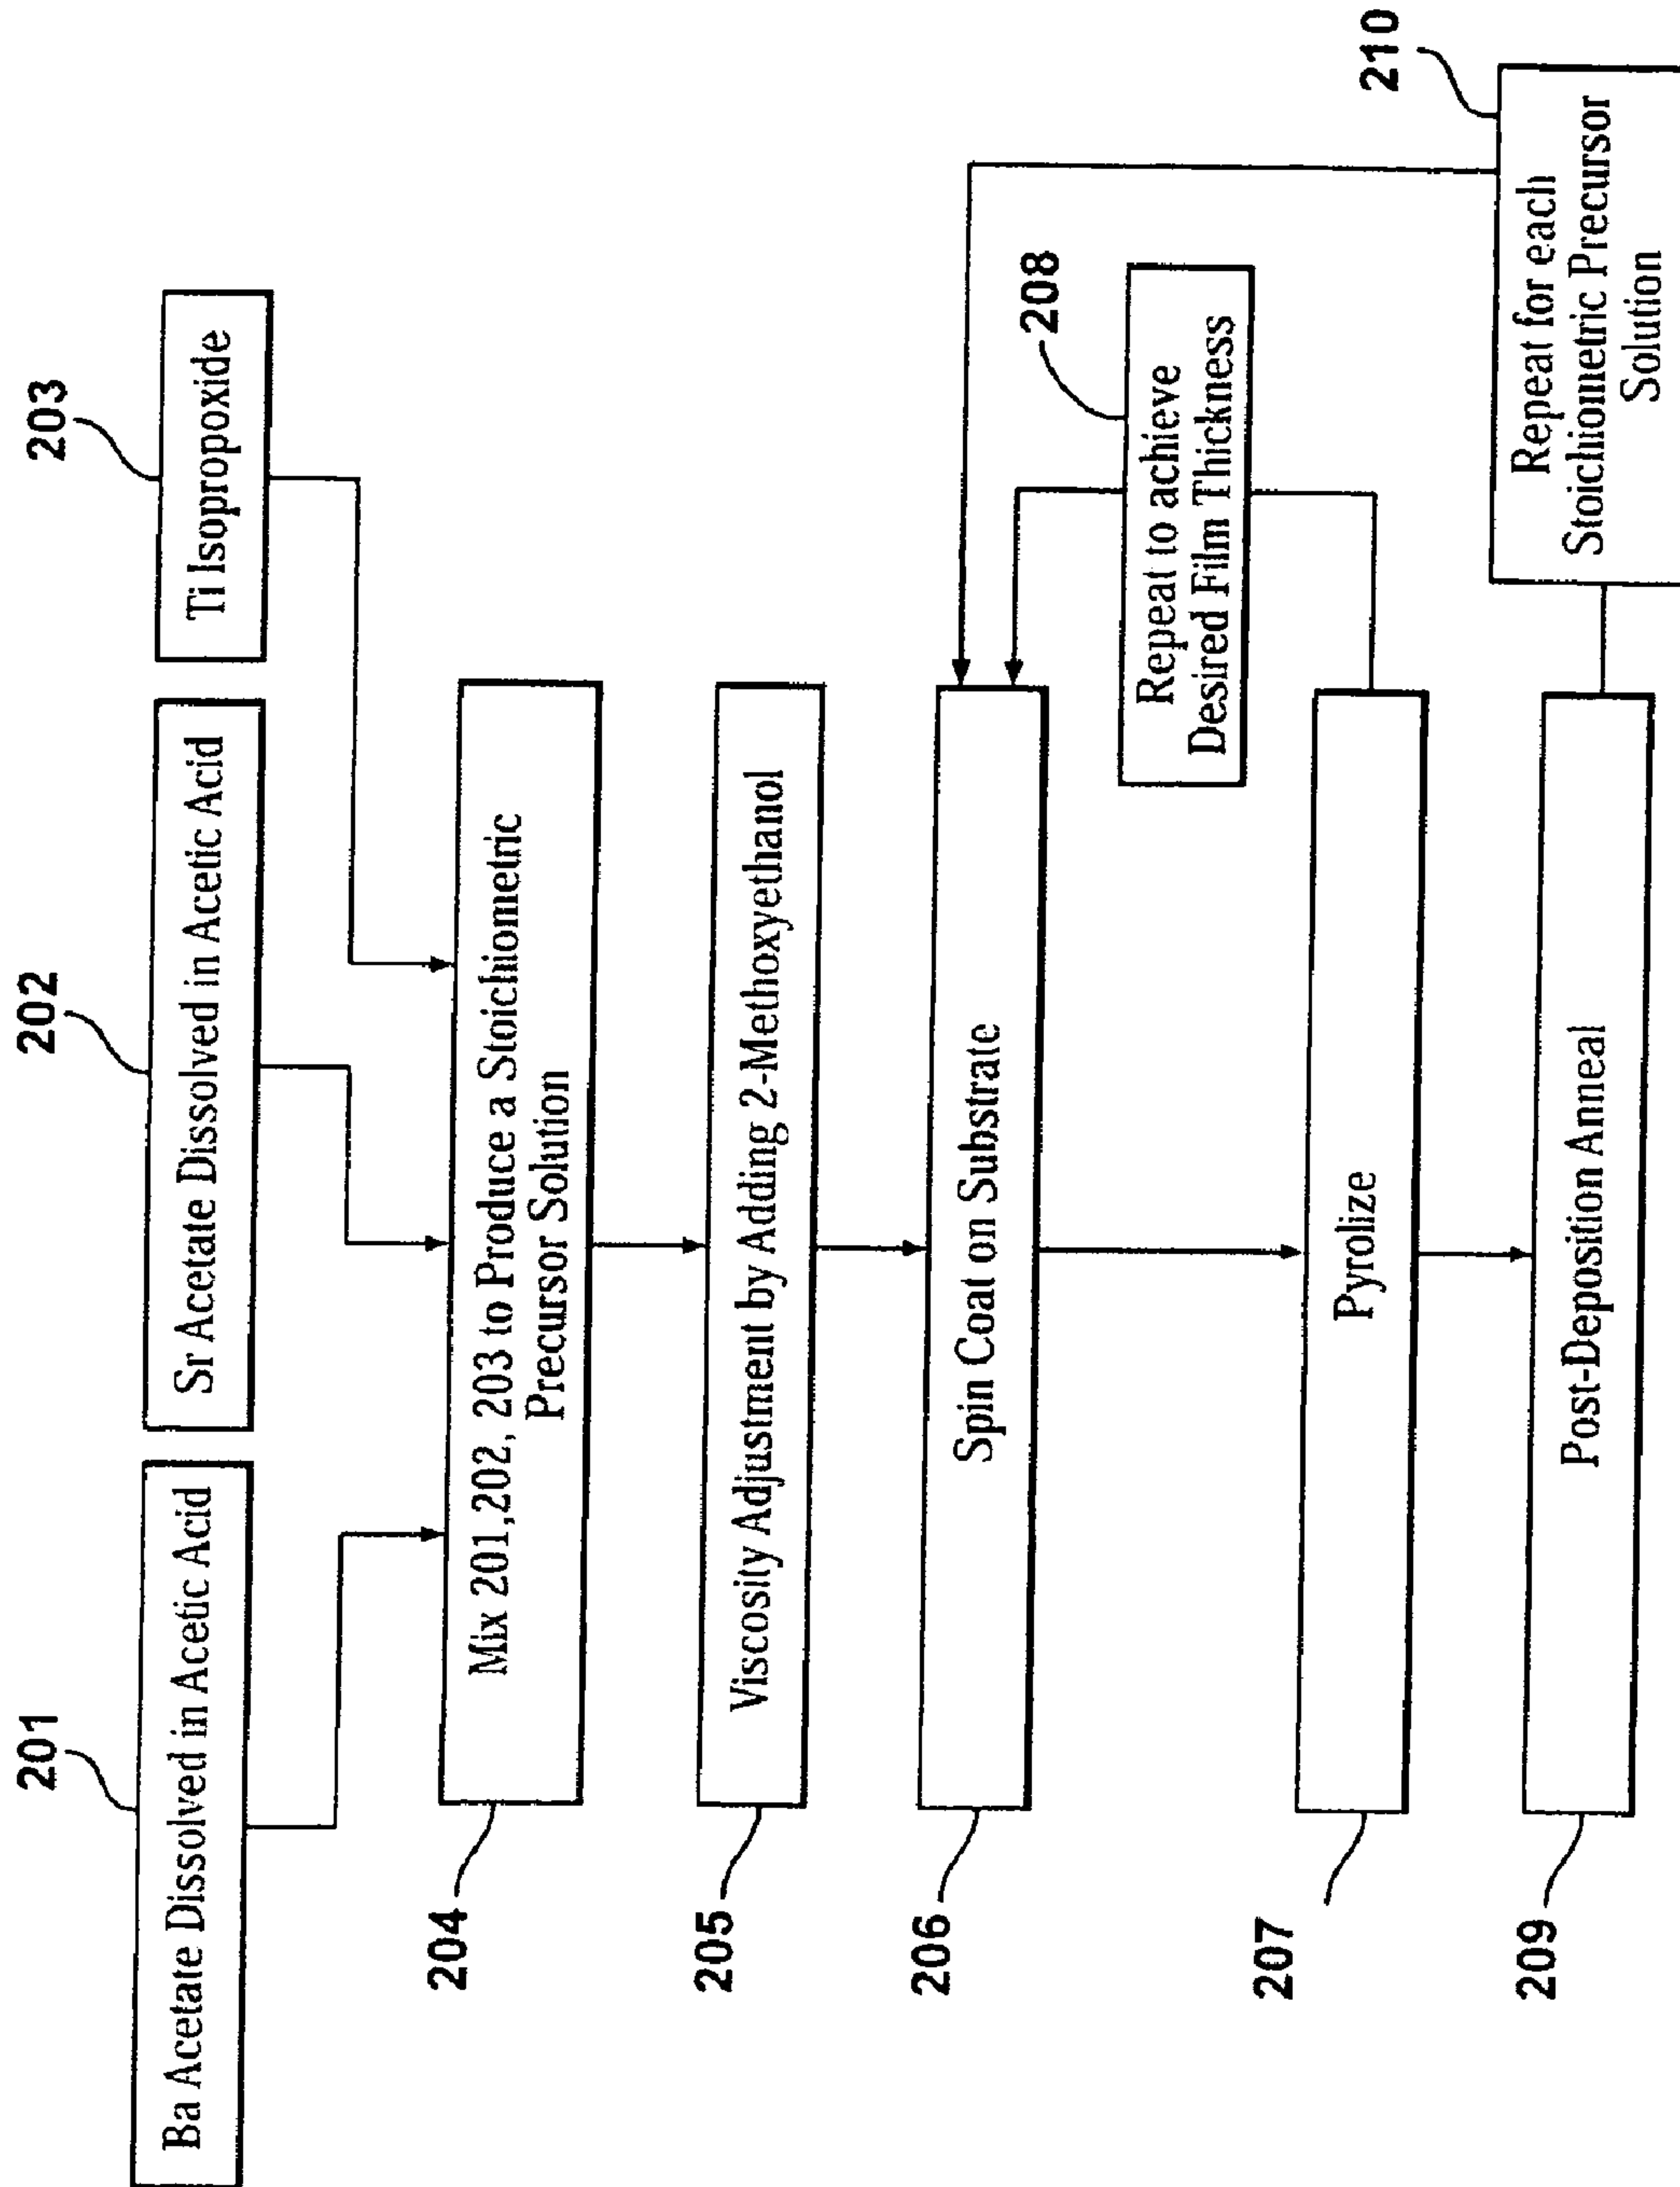 201
Ba Acetate Dissolved in Acetic Acid
202
Sr Acetate Dissolved in Acetic Acid
203
Ti Isopropoxide
204
Mix 201,202, 203 to Produce a Stoichiometric
Precursor Solution
205
Viscosity Adjustment by Adding 2-Methoxyethanol
206
Spin Coat on Substrate
208
Repeat to achieve
Desired Film Thickness
207
Pyrolize
209
Post-Deposition Anneal
210
Repeat for each
Stoichiometric Precursor
Solution